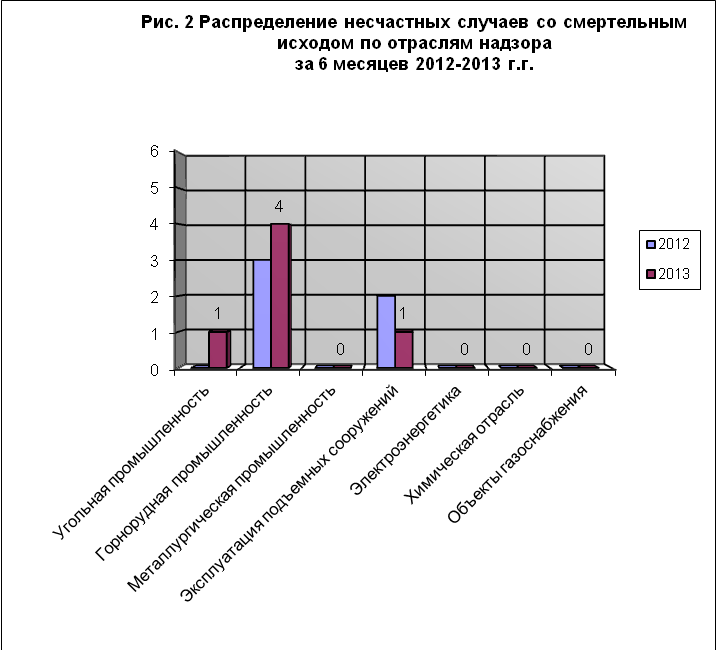 Рис. 2 Распределение несчастных случаев со смертельным
исходом по отраслям надзора
за 6 месяцев 2012-2013 г.г.
6
5
4
3
2
1
0
1
4
0
1
0
0
0
Угольная промышленность
Горнорудная промышленность
Металлургическая промышленность
Эксплуатация подъемных сооружений
Электроэнергетика
Химическая отрасль
Объекты газоснабжения
2012
2013